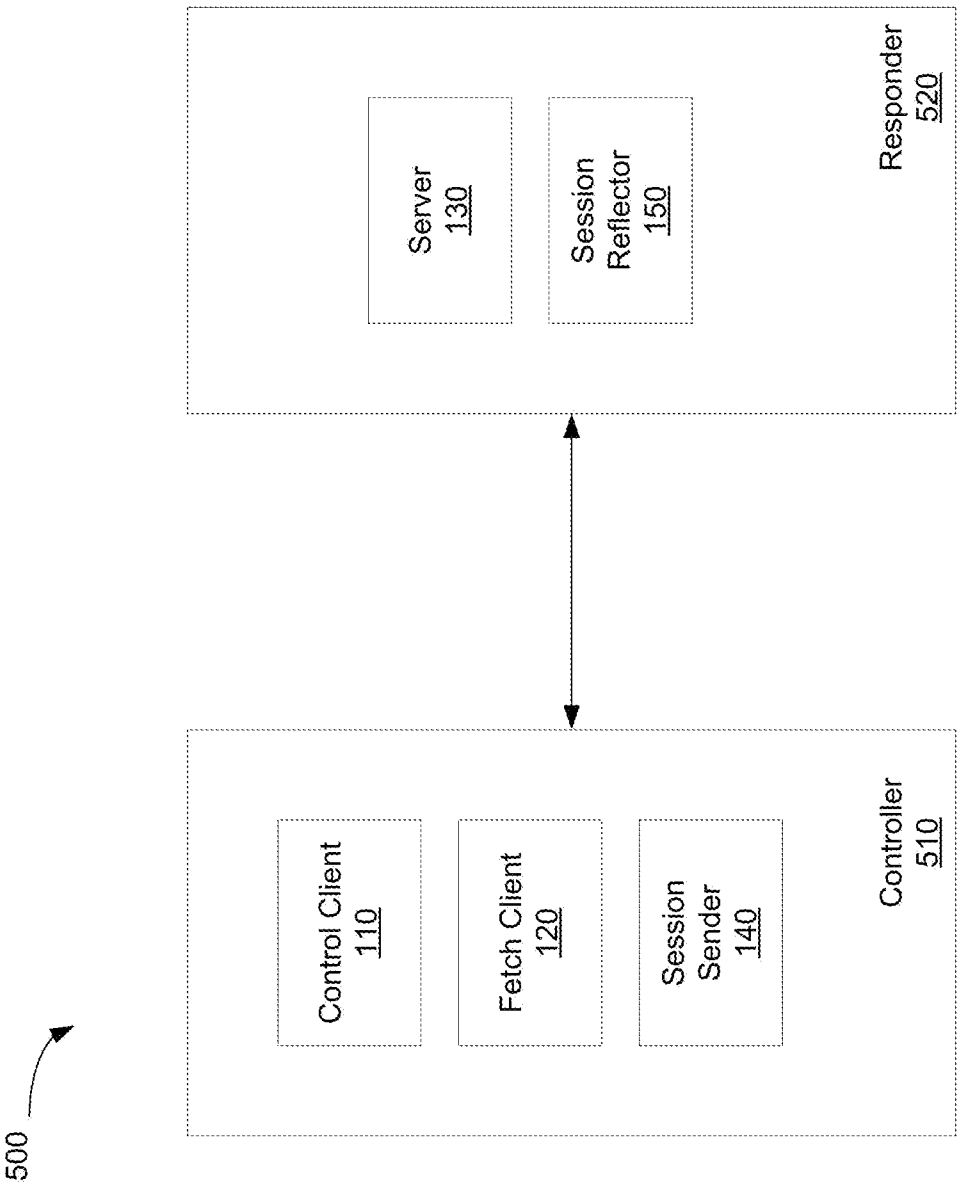 500
Control Client
110
Fetch Client
120
Session
Sender
140
Controller
510
Server
130
Session
Reflector
150
Responder
520